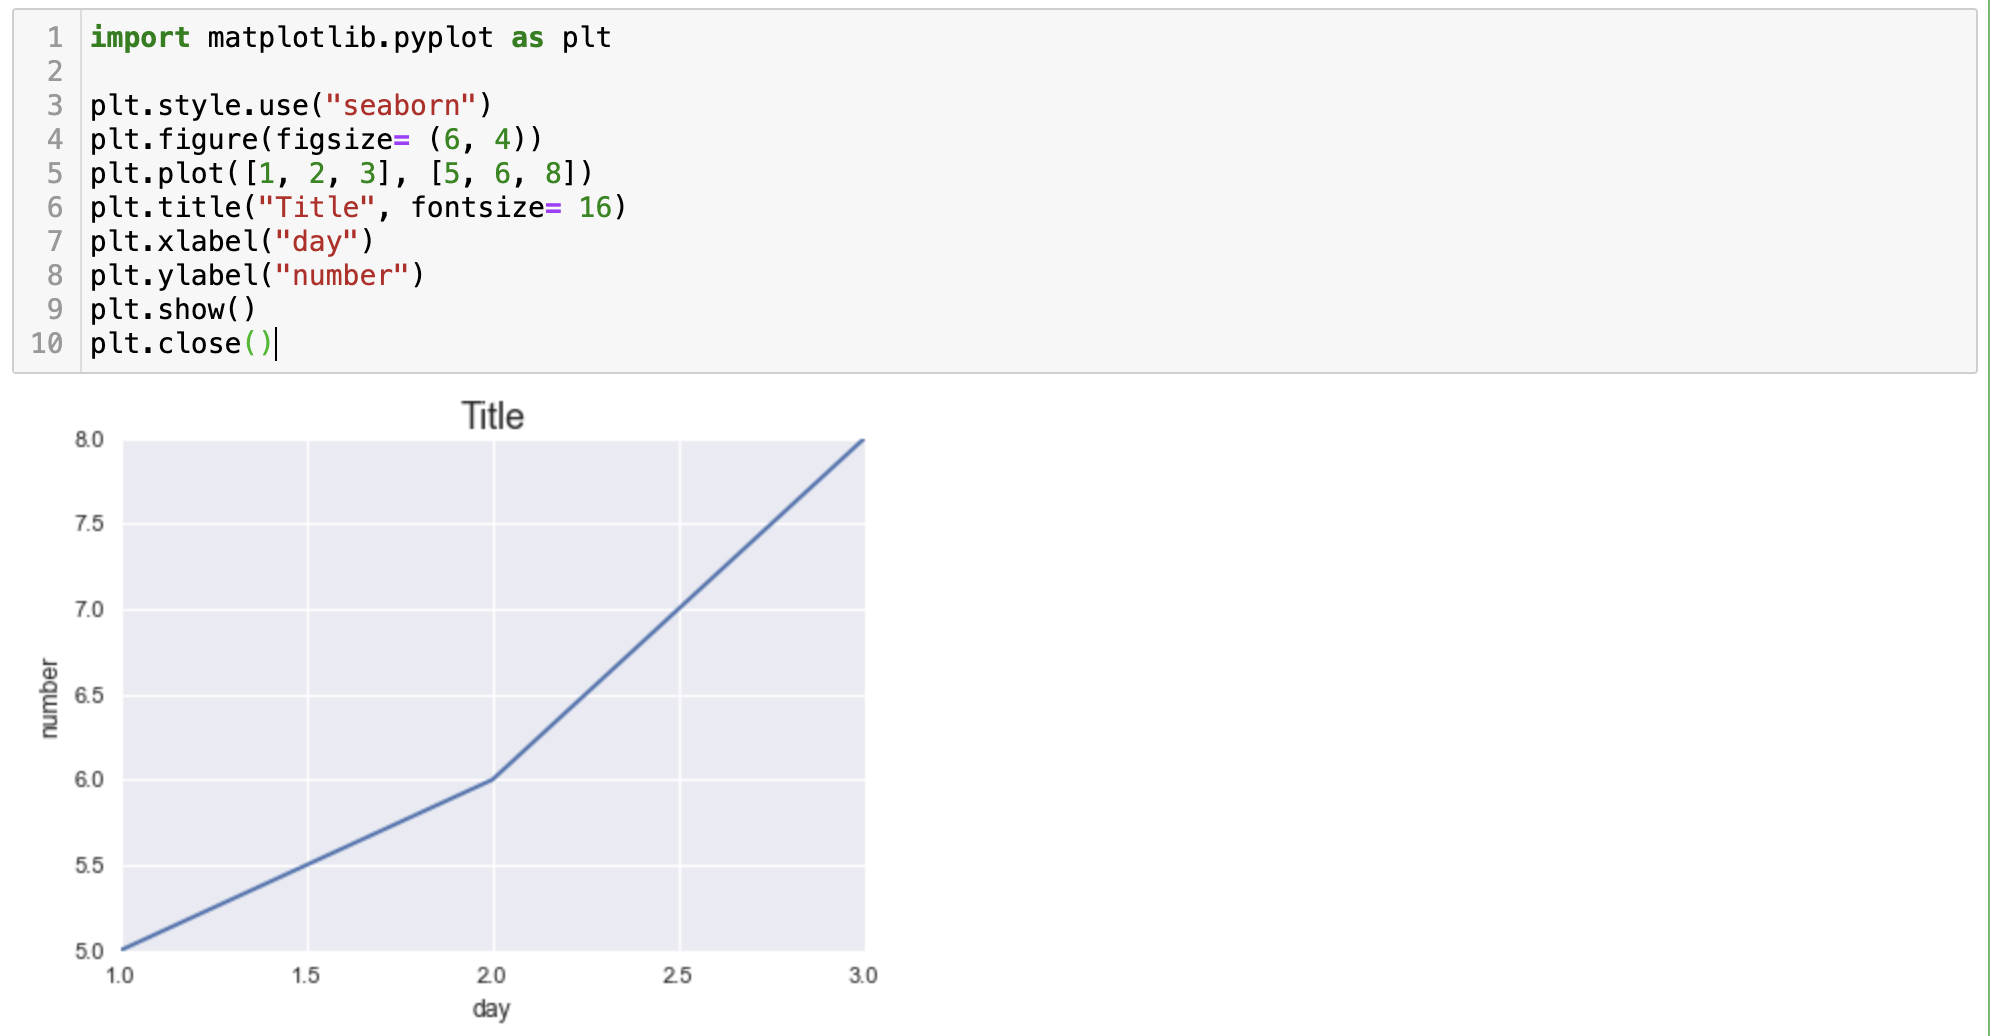 1 import matplotlib.pyplot as plt
2
3 plt.style.use("seaborn")
4 plt.figure(figsize= (6, 4))
5 plt.plot([1, 2, 3], [5, 6, 8])
6 plt.title("Title", fontsize= 16)
7 plt.xlabel("day")
8 plt.ylabel("number")
9 plt.show()
10 plt.close()
Title
8.0
7.5
7.0
6.5
6.0
5.5
5.0
number
1.0 1.5 2.0 2.5 3.0
day